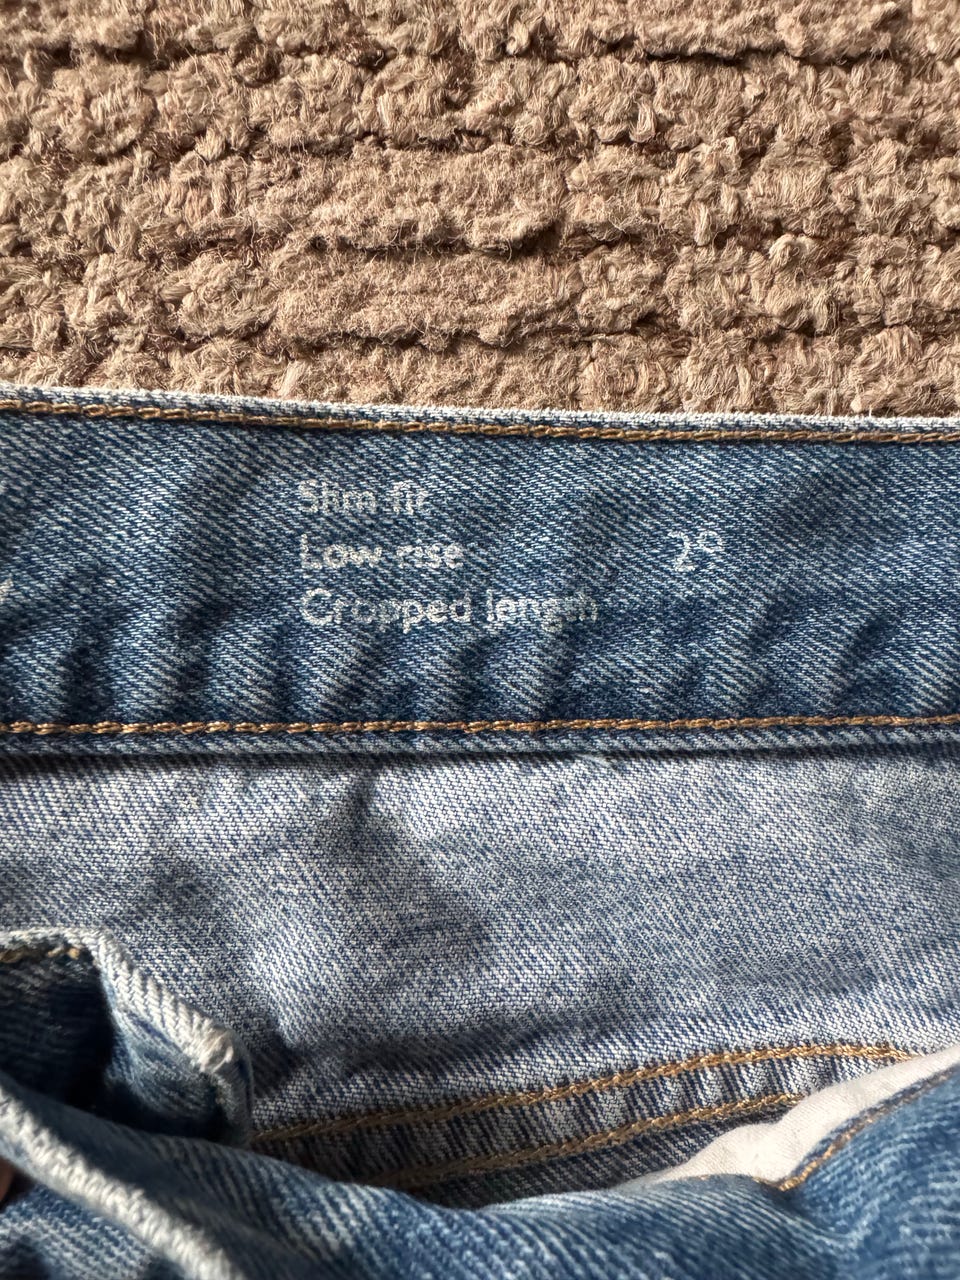 Slim fit
Low rise
Cropped length